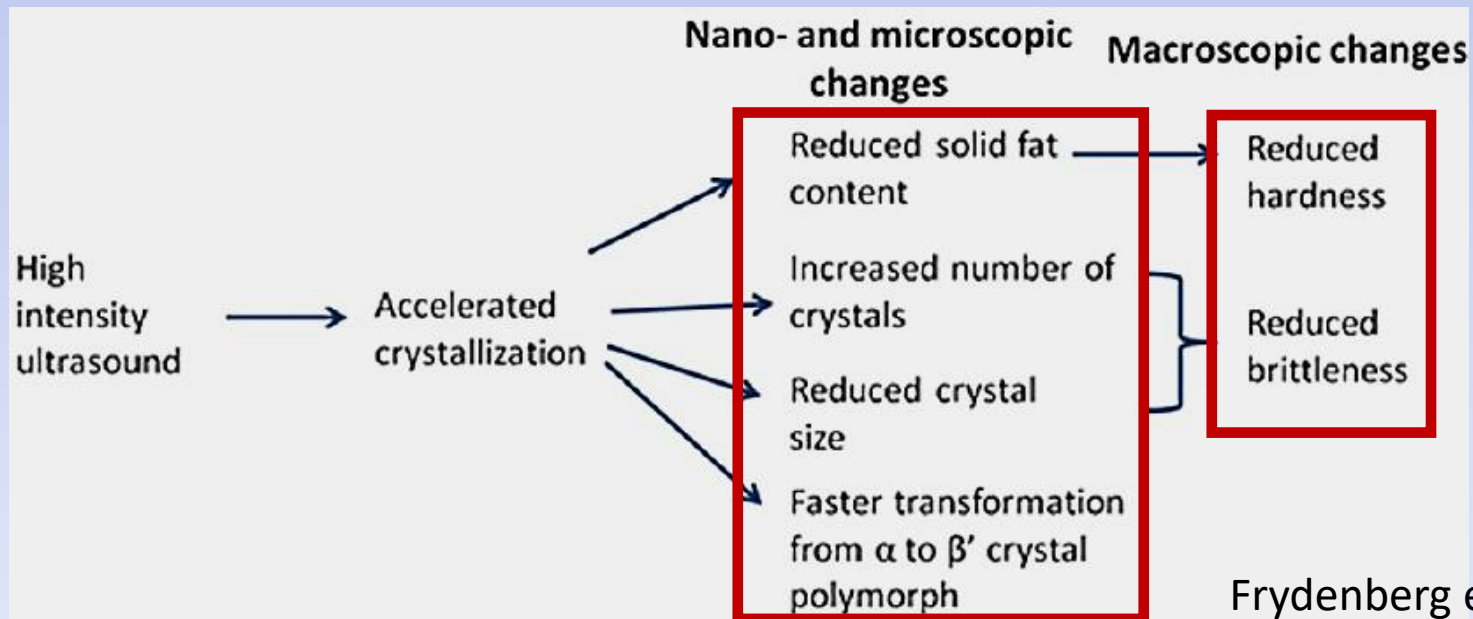 Nano- and microscopic
changes
Macroscopic changes
High
intensity
ultrasound
Accelerated
crystallization
Reduced solid fat
content
Increased number of
crystals
Reduced crystal
size
Faster transformation
from α to β′ crystal
polymorph
Reduced
hardness
Reduced
brittleness
Frydenberg e